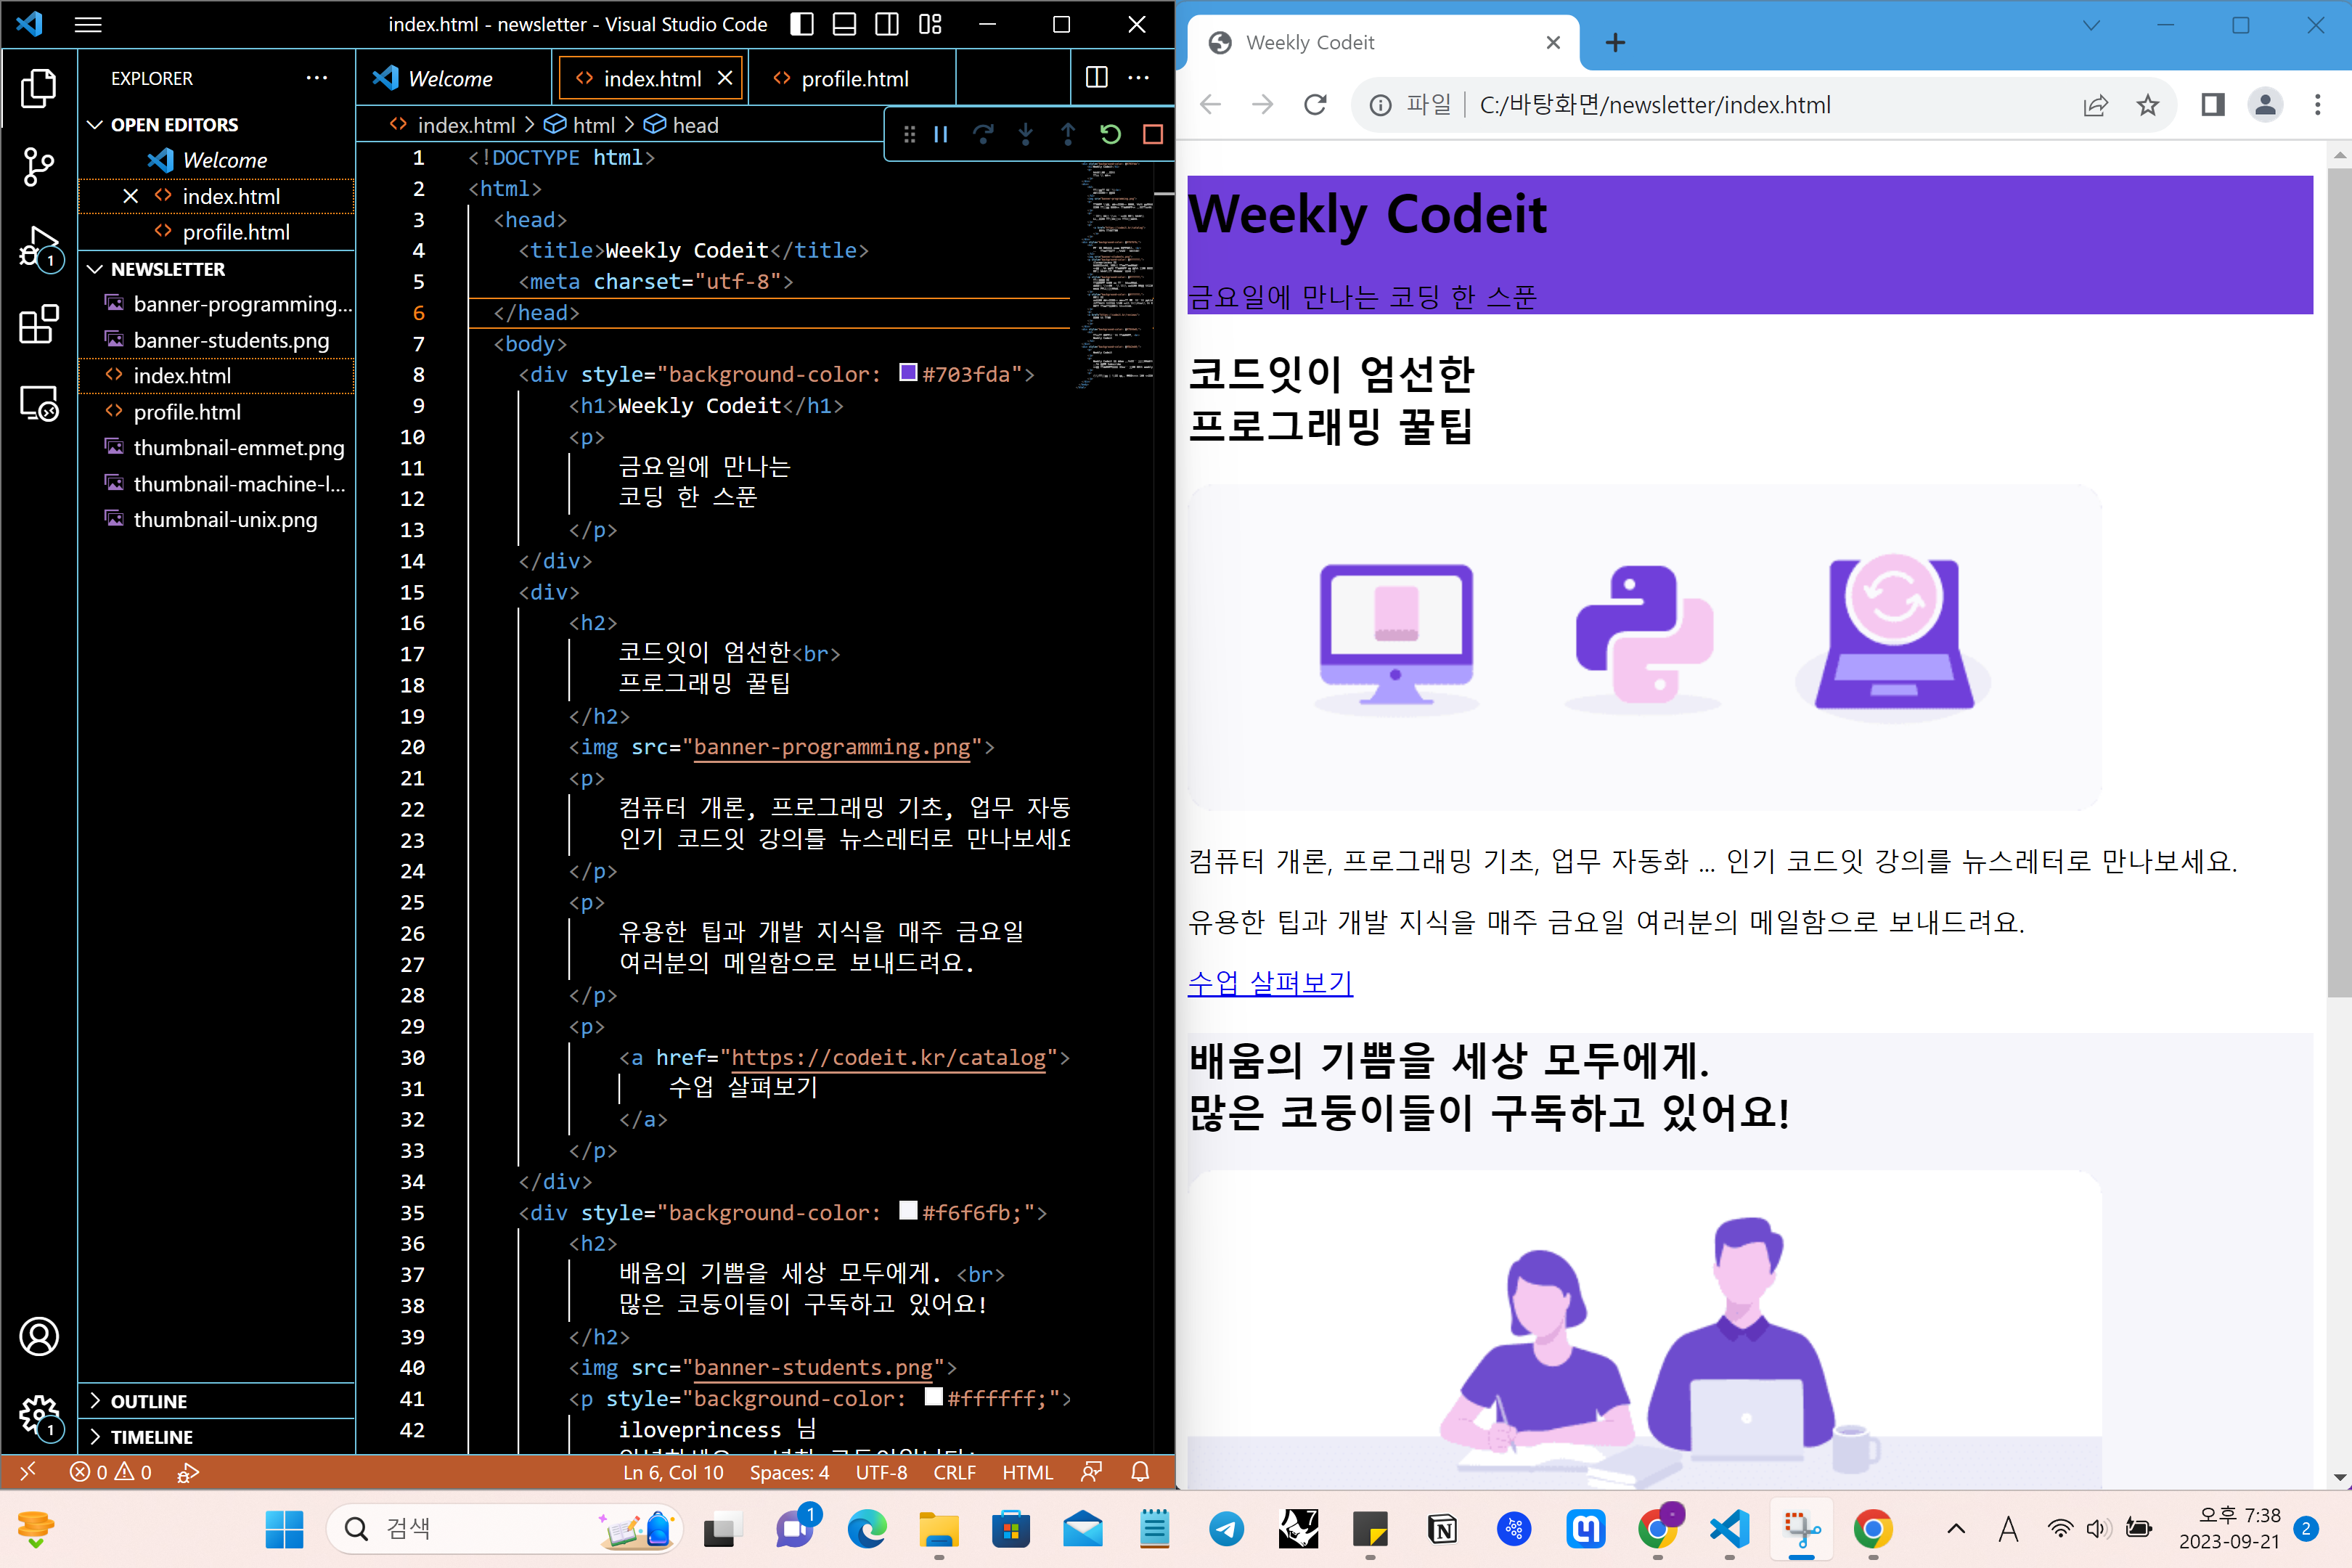 index.html - newsletter - Visual Studio Code
EXPLORER
OPEN EDITORS
Welcome
index.html
profile.html
NEWSLETTER
banner-programming...
banner-students.png
index.html
profile.html
thumbnail-emmet.png
thumbnail-machine-l...
thumbnail-unix.png
OUTLINE
TIMELINE
1
1
Welcome
index.html
profile.html
index.html > html > head
1 <!DOCTYPE html>
2 <html>
3 <head>
4 <title>Weekly Codeit</title>
5 <meta charset="utf-8">
6 </head>
7 <body>
8 <div style="background-color: #703fda">
9 <h1>Weekly Codeit</h1>
10 <p>
11 금요일에 만나는
12 코딩 한 스푼
13 </p>
14 </div>
15 <div>
16 <h2>
17 코드잇이 엄선한<br>
18 프로그래밍 꿀팁
19 </h2>
20 <img src="banner-programming.png">
21 <p>
22 컴퓨터 개론, 프로그래밍 기초, 업무 자동
23 인기 코드잇 강의를 뉴스레터로 만나보세요
24 </p>
25 <p>
26 유용한 팁과 개발 지식을 매주 금요일
27 여러분의 메일함으로 보내드려요.
28 </p>
29 <p>
30 <a href="https://codeit.kr/catalog">
31 수업 살펴보기
32 </a>
33 </p>
34 </div>
35 <div style="background-color: #f6f6fb;">
36 <h2>
37 배움의 기쁨을 세상 모두에게. <br>
38 많은 코둥이들이 구독하고 있어요!
39 </h2>
40 <img src="banner-students.png">
41 <p style="background-color: #ffffff;">
42 iloveprincess 님
0 0
Ln 6, Col 10 Spaces: 4 UTF-8 CRLF HTML
Weekly Codeit
파일 C:/바탕화면/newsletter/index.html
Weekly Codeit
금요일에 만나는 코딩 한 스푼
코드잇이 엄선한
프로그래밍 꿀팁
컴퓨터 개론, 프로그래밍 기초, 업무 자동화 ... 인기 코드잇 강의를 뉴스레터로 만나보세요.
유용한 팁과 개발 지식을 매주 금요일 여러분의 메일함으로 보내드려요.
수업 살펴보기
배움의 기쁨을 세상 모두에게.
많은 코둥이들이 구독하고 있어요!
검색
1
7
A
오후 7:38
2023-09-21
2